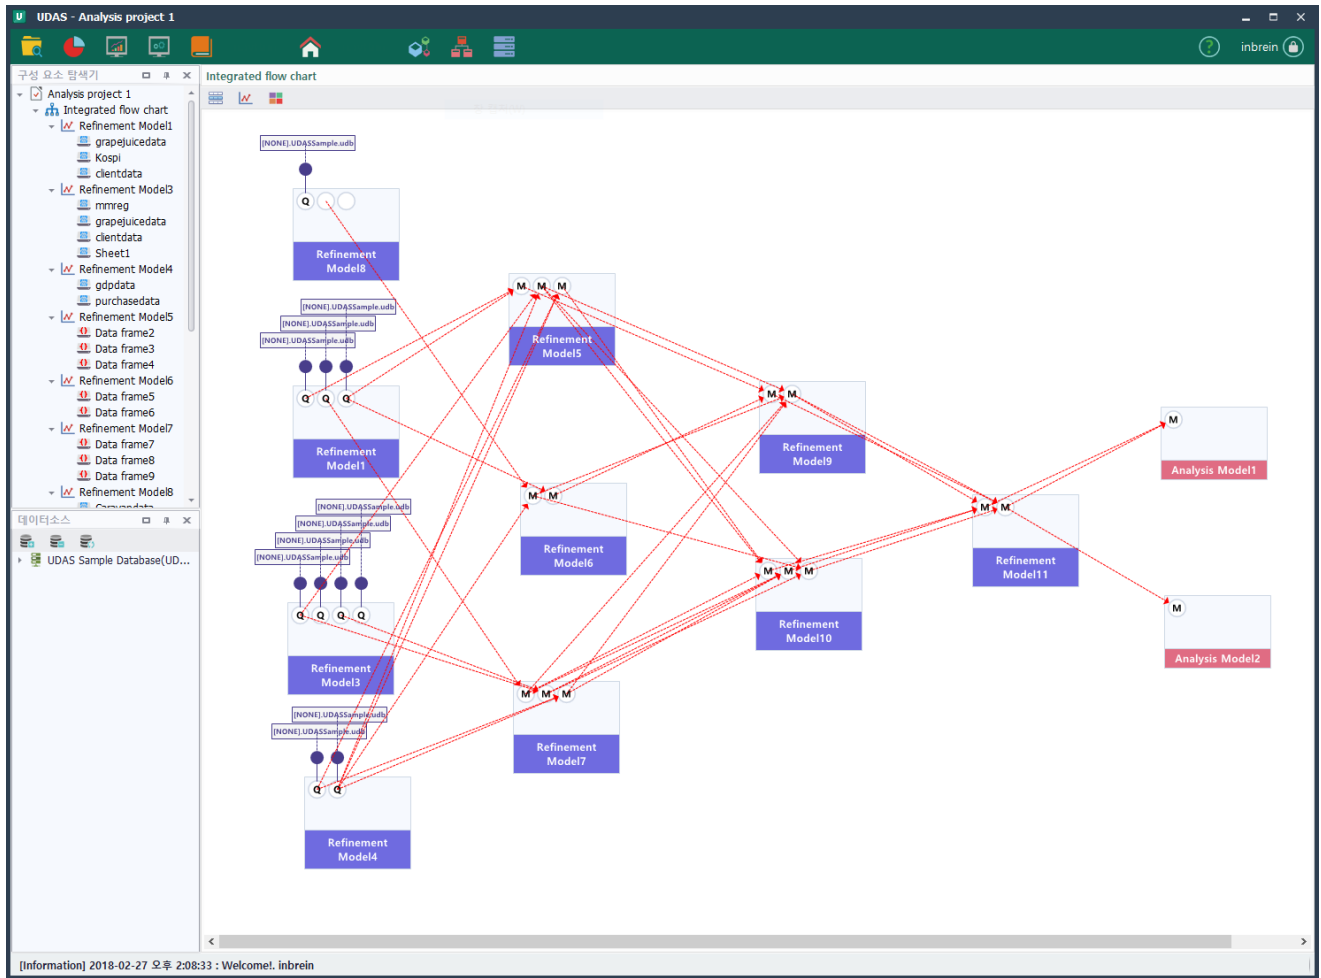 UDAS - Analysis project 1
inbrein
구성 요소 탐색기
Analysis project 1
Integrated flow chart
Refinement Model1
grapejuicedata
Kospi
clientdata
Refinement Model3
mmreg
grapejuicedata
clientdata
Sheet1
Refinement Model4
gdpdata
purchasedata
Refinement Model5
Data frame2
Data frame3
Data frame4
Refinement Model6
Data frame5
Data frame6
Refinement Model7
Data frame7
Data frame8
Data frame9
Refinement Model8
데이터소스
UDAS Sample Database(UD...
Integrated flow chart
[NONE].UDASSample.udb
Q
Refinement
Model8
[NONE].UDASSample.udb
[NONE].UDASSample.udb
[NONE].UDASSample.udb
Q Q Q
Refinement
Model1
[NONE].UDASSample.udb
[NONE].UDASSample.udb
[NONE].UDASSample.udb
[NONE].UDASSample.udb
Q Q Q Q
Refinement
Model3
[NONE].UDASSample.udb
[NONE].UDASSample.udb
Q Q
Refinement
Model4
M M M
Refinement
Model5
M M
Refinement
Model6
M M M
Refinement
Model7
M M
Refinement
Model9
M M M
Refinement
Model10
M M
Refinement
Model11
M
Analysis Model1
M
Analysis Model2
[Information] 2018-02-27 오후 2:08:33 : Welcome!. inbrein